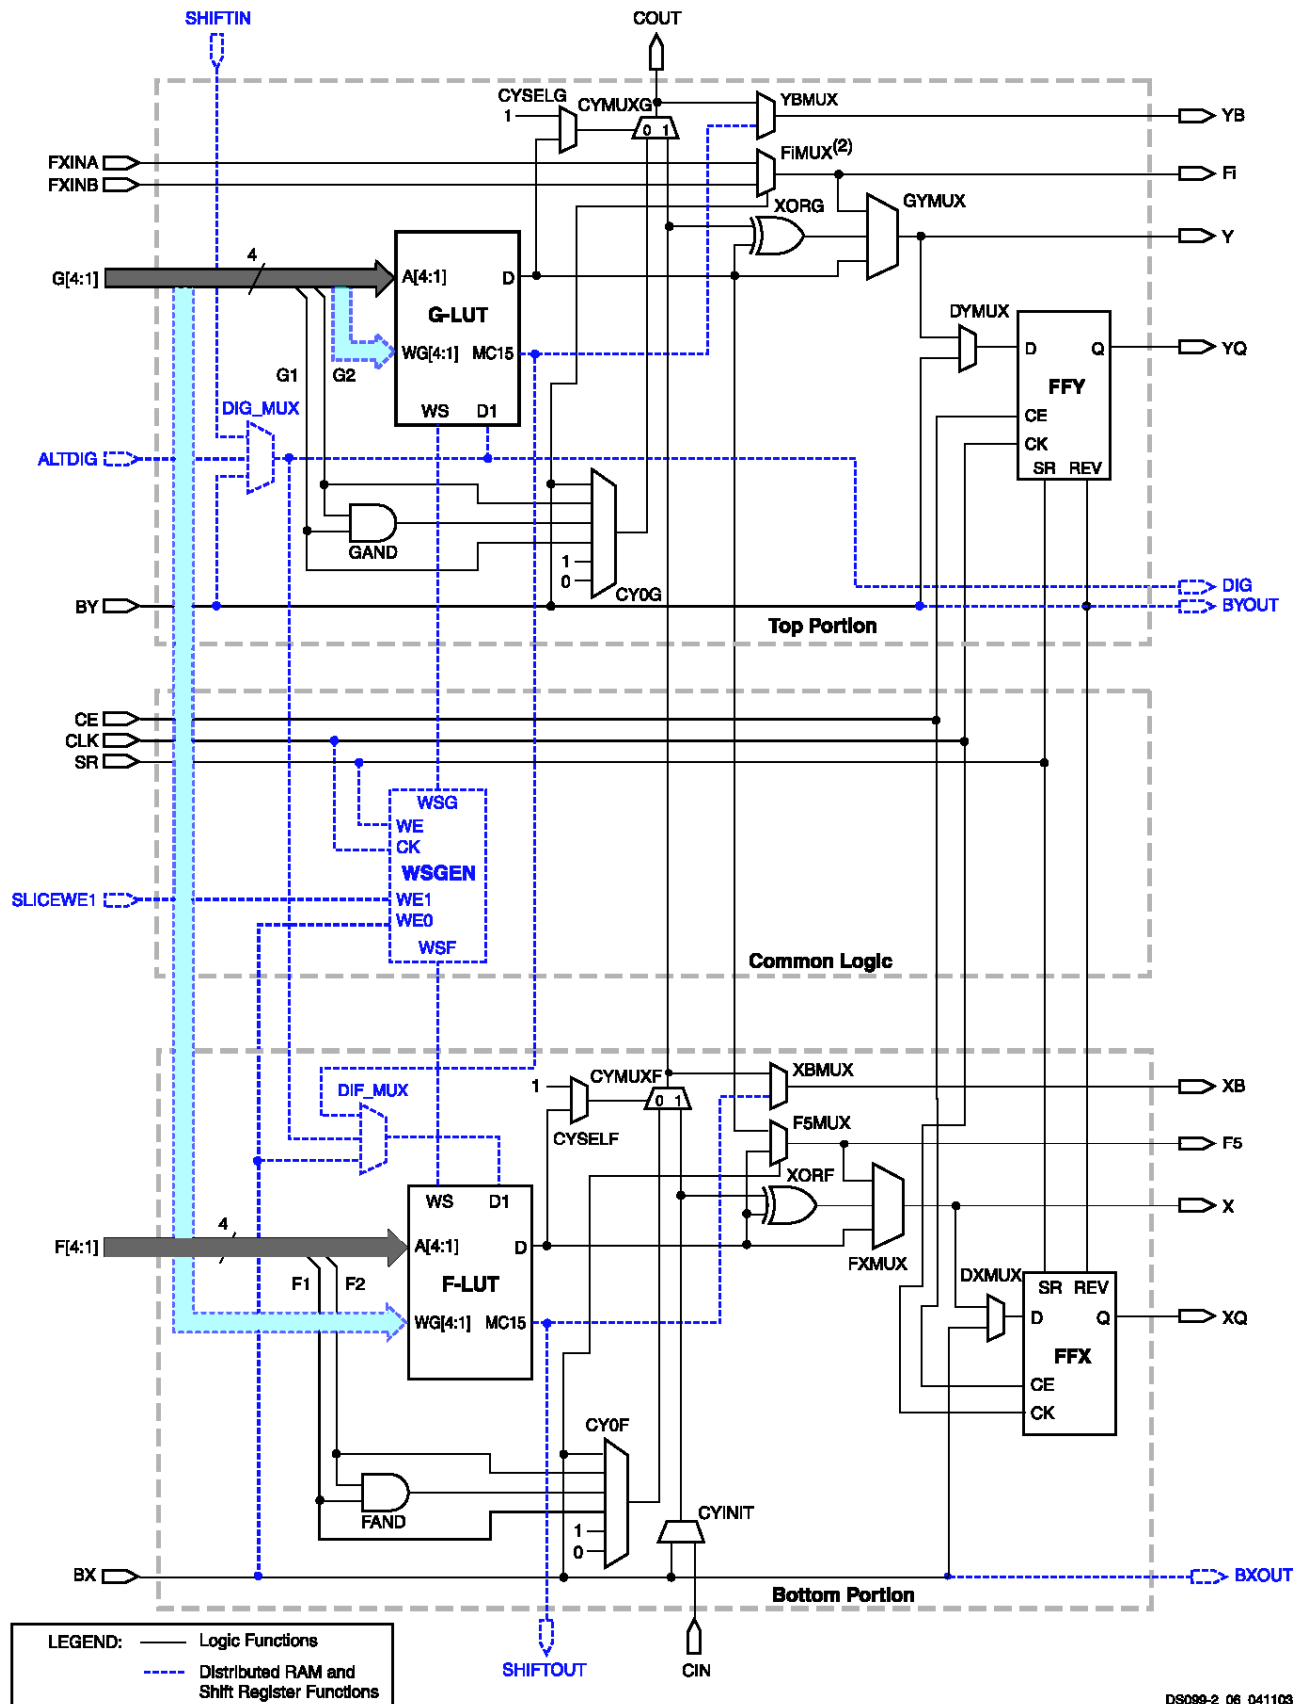 SHIFTIN
COUT
CYSELG
CYMUXG
YBMUX
1
0 1
YB
FXINA
FXINB
FiMUX(2)
Fi
XORG
GYMUX
Y
G[4:1]
4
A[4:1]
D
G-LUT
WG[4:1]
MC15
WS
D1
G1
G2
DYMUX
D
Q
FFY
CE
CK
SR
REV
YQ
DIG_MUX
ALTDIG
GAND
1
0
CY0G
BY
DIG
BYOUT
Top Portion
CE
CLK
SR
WSG
WE
CK
WSGEN
WE1
WE0
WSF
SLICEWE1
Common Logic
DIF_MUX
1
CYSELF
CYMUXF
0 1
XBMUX
XB
F5MUX
F5
XORF
X
FXMUX
WS
D1
F[4:1]
4
A[4:1]
D
F-LUT
WG[4:1]
MC15
F1
F2
DXMUX
SR
REV
D
Q
FFX
CE
CK
XQ
CY0F
FAND
1
0
CYINIT
BX
BXOUT
Bottom Portion
SHIFTOUT
CIN
LEGEND:
Logic Functions
Distributed RAM and
Shift Register Functions
DS099-2_06_041103